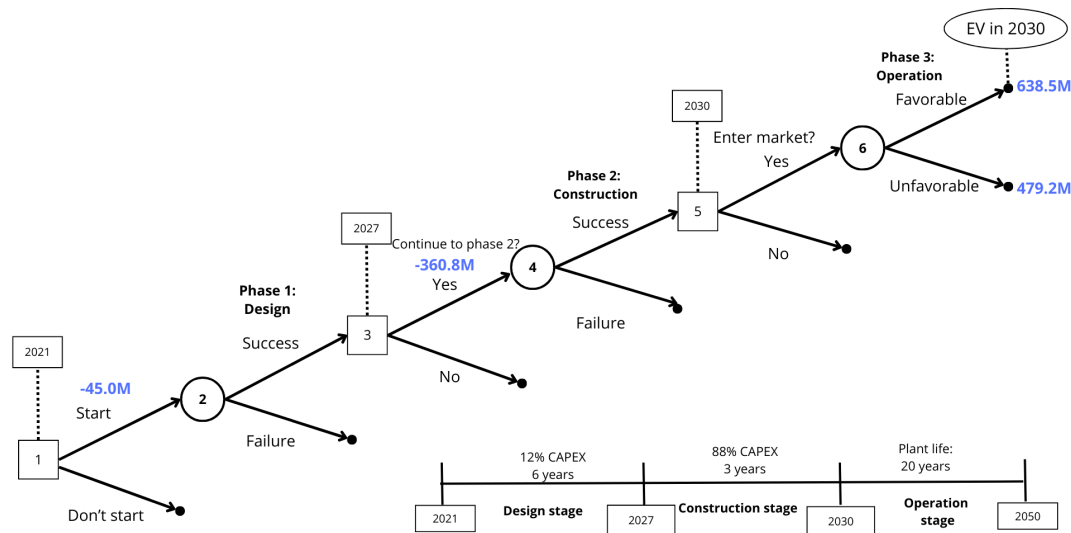 EV in 2030
Phase 3:
Operation
638.5M
Favorable
2030
Enter market?
Yes
6
Unfavorable
479.2M
Phase 2:
Construction
Success
5
No
2027
Continue to phase 2?
-360.8M
Yes
4
Failure
Phase 1:
Design
Success
3
No
2021
-45.0M
Start
2
Failure
1
Don't start
12% CAPEX
6 years
88% CAPEX
3 years
Plant life:
20 years
Design stage
Construction stage
Operation
stage
2021
2027
2030
2050